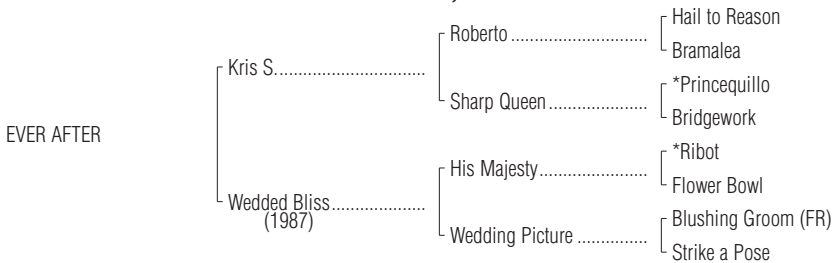 Hail to Reason
Roberto ............................
Bramalea
Kris S...............................
*Princequillo
Sharp Queen ....................
Bridgework
EVER AFTER
*Ribot
His Majesty......................
Flower Bowl
Wedded Bliss...................
(1987)
Blushing Groom (FR)
Wedding Picture ..............
Strike a Pose